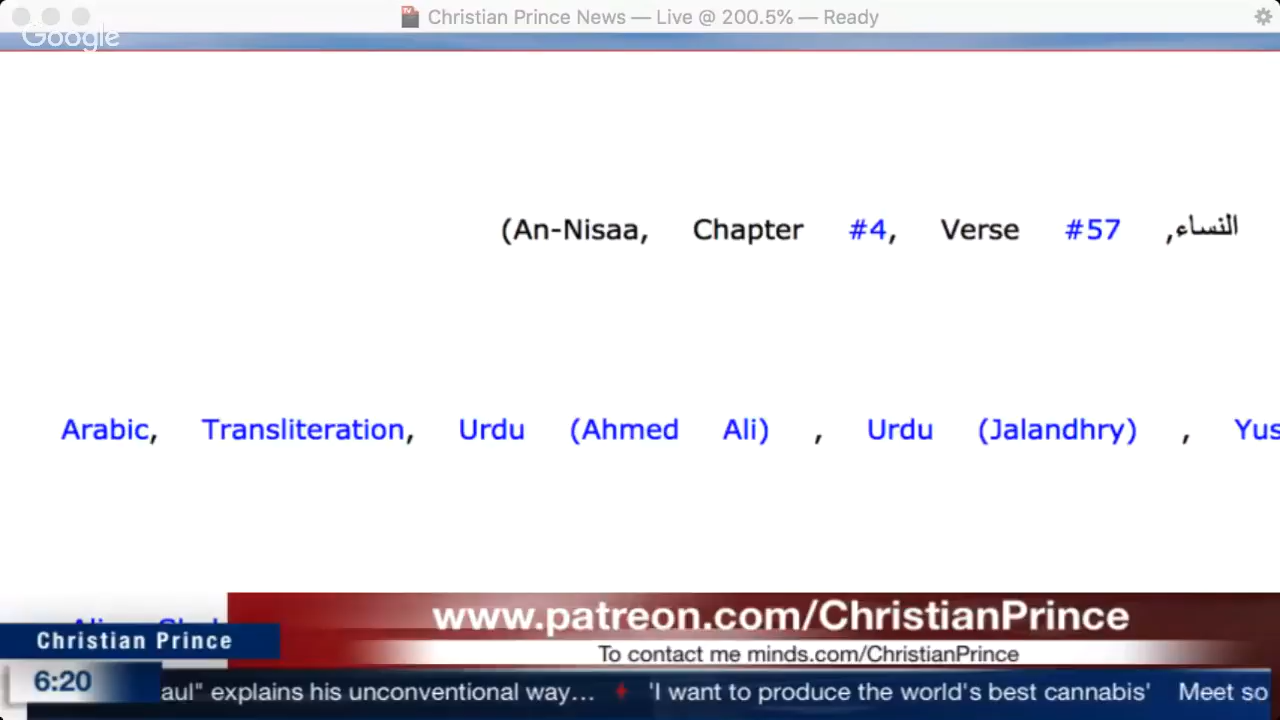 Christian Prince News — Live @ 200.5% — Ready
Google
(An-Nisaa, Chapter #4, Verse #57 ,النساء
Arabic, Transliteration, Urdu (Ahmed Ali) , Urdu (Jalandhry) , Yus
www.patreon.com/ChristianPrince
Christian Prince
To contact me minds.com/ChristianPrince
6:20
aul" explains his unconventional way... 'I want to produce the world's best cannabis' Meet so